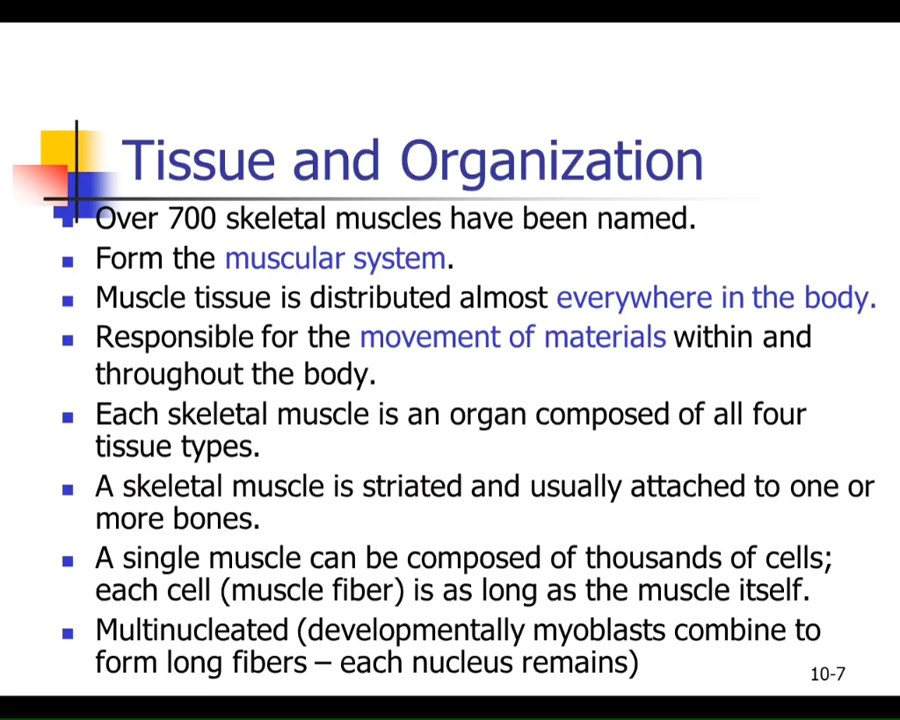 Tissue and Organization
Over 700 skeletal muscles have been named.
Form the muscular system.
Muscle tissue is distributed almost everywhere in the body.
Responsible for the movement of materials within and
throughout the body.
Each skeletal muscle is an organ composed of all four
tissue types.
A skeletal muscle is striated and usually attached to one or
more bones.
A single muscle can be composed of thousands of cells;
each cell (muscle fiber) is as long as the muscle itself.
Multinucleated (developmentally myoblasts combine to
form long fibers – each nucleus remains)
10-7